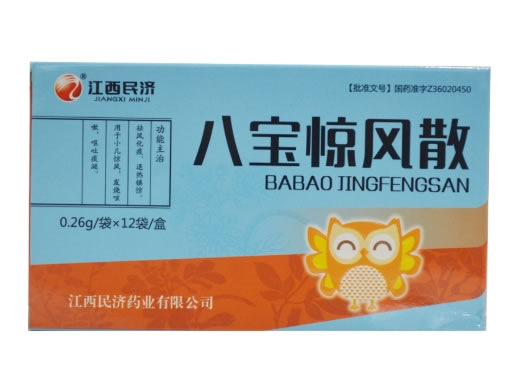 江西民济®
JIANGXI MINJI
【批准文号】国药准字Z36020450
八宝惊风散
BABAO JINGFENGSAN
功能主治
祛风化痰，退热镇惊。
用于小儿惊风，发烧咳
嗽，呕吐痰涎。
0.26g/袋×12袋/盒
江西民济药业有限公司